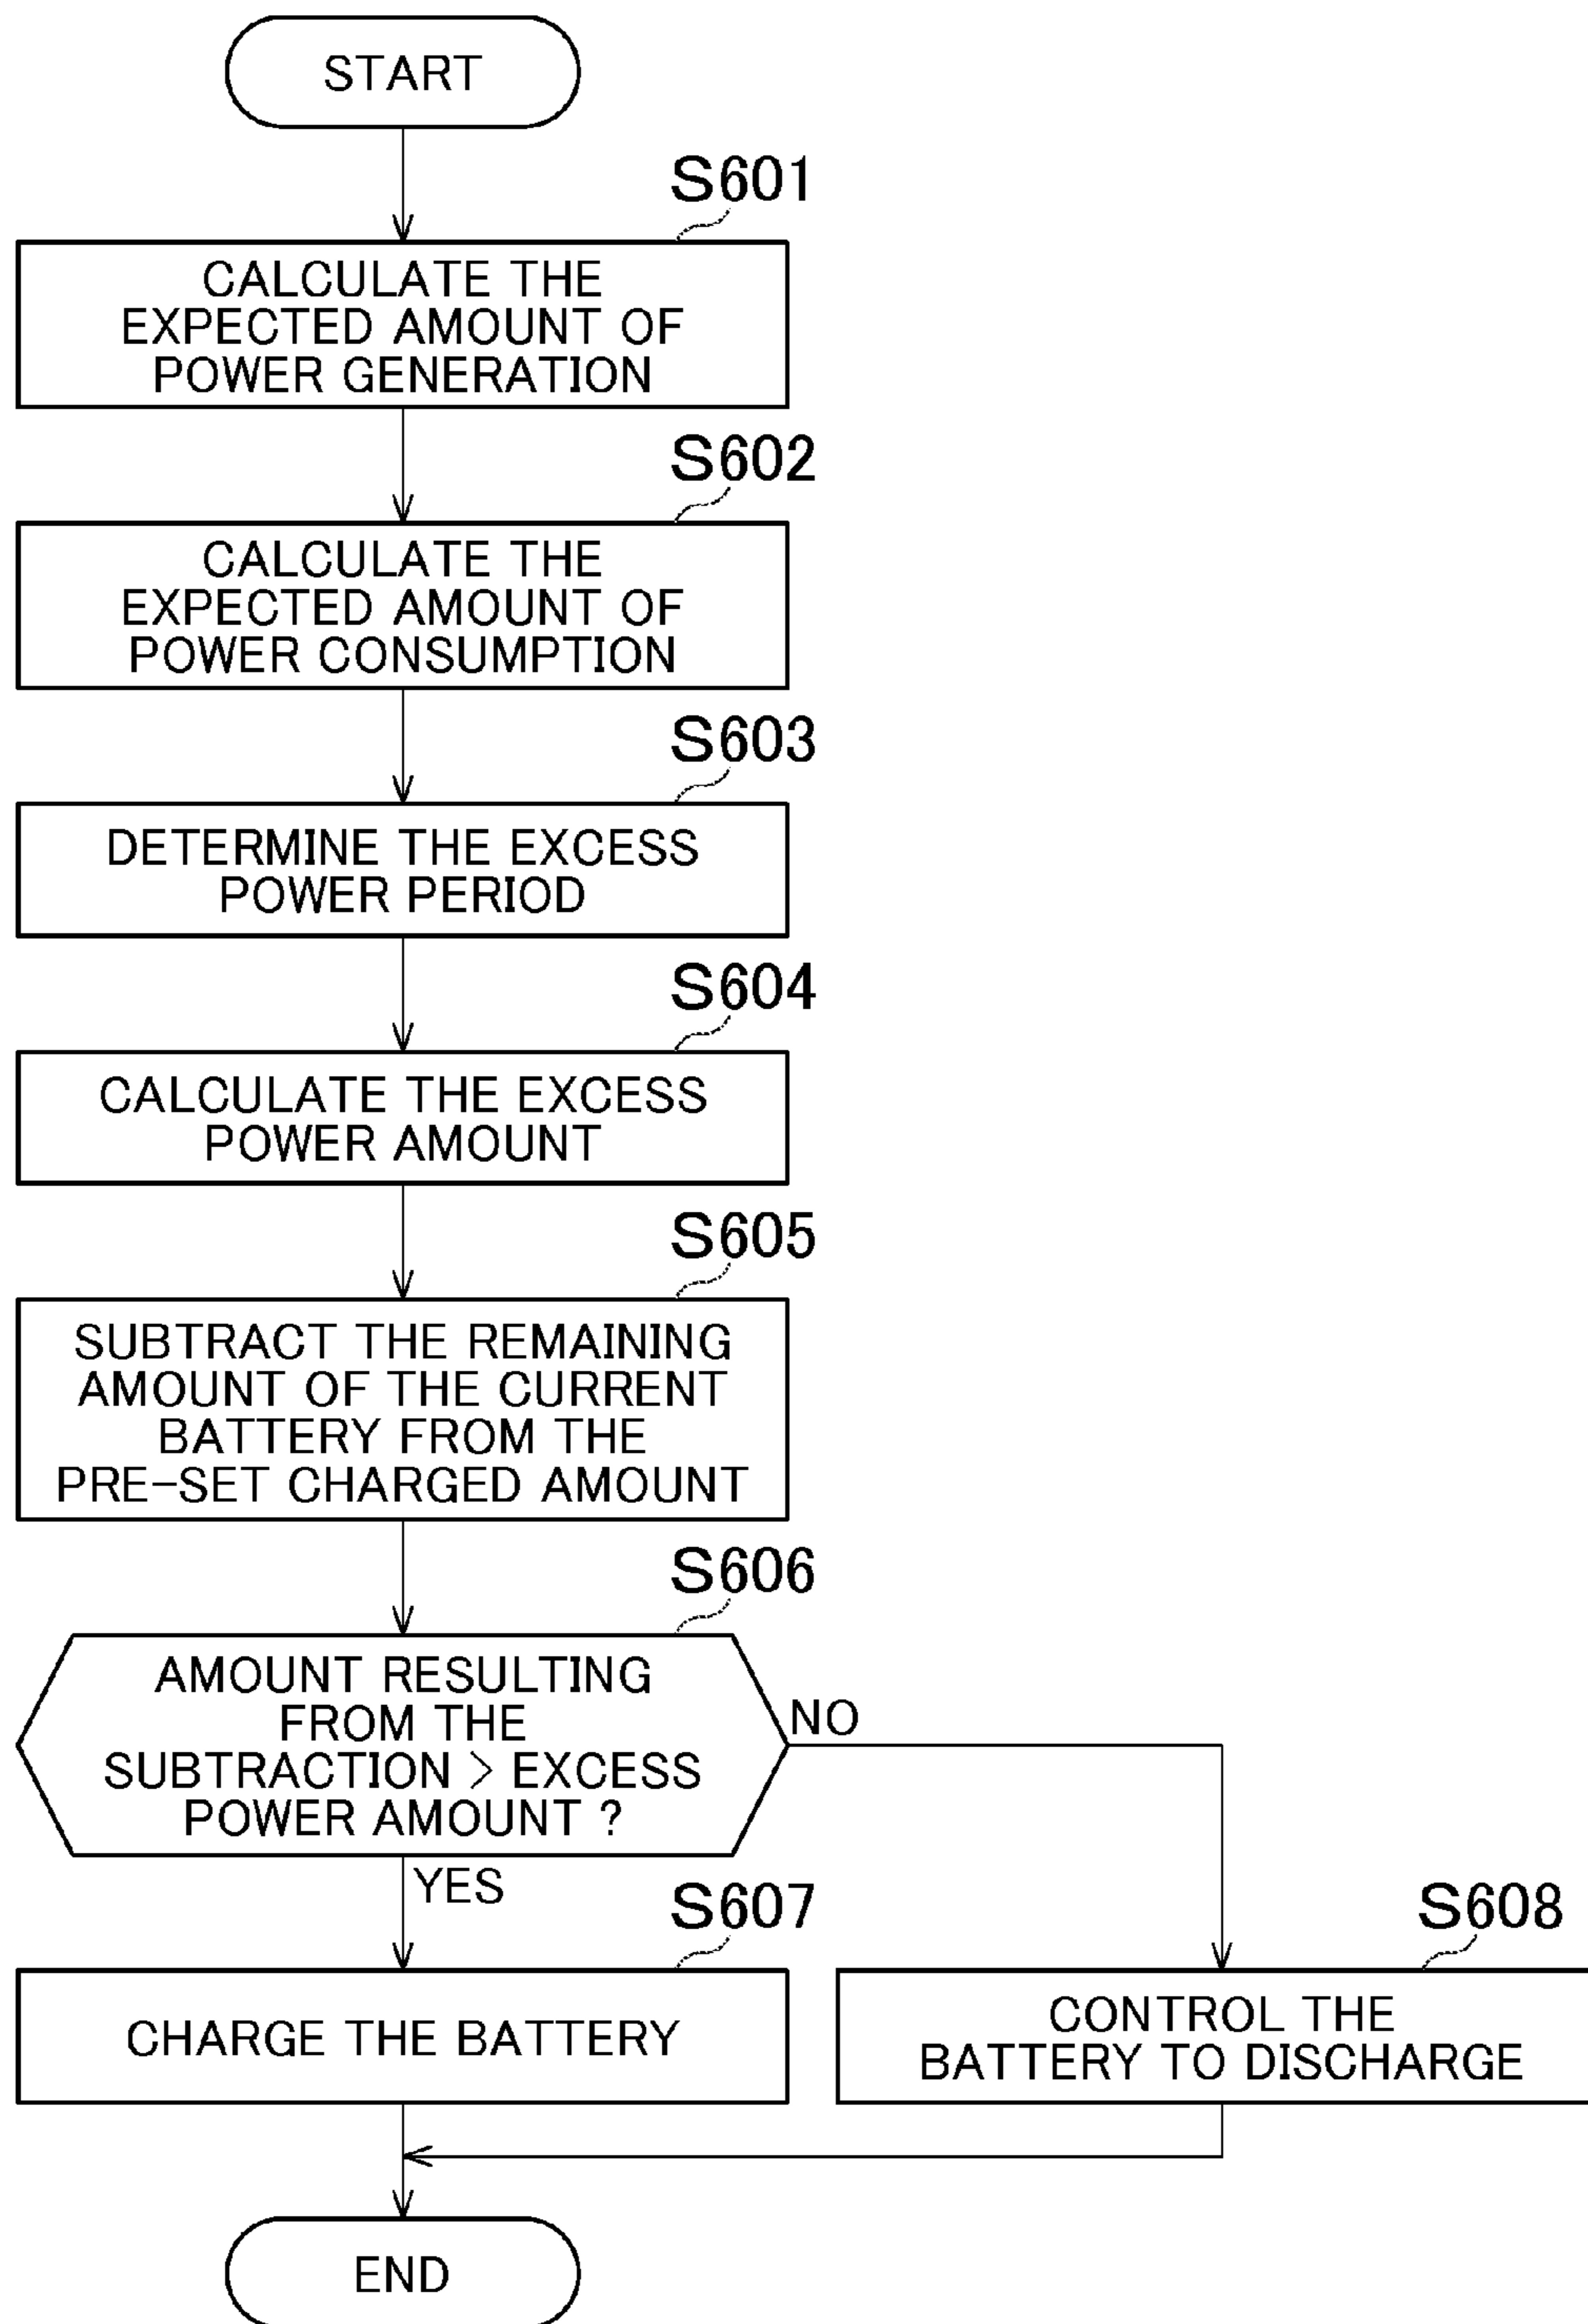 START
S601
CALCULATE THE
EXPECTED AMOUNT OF
POWER GENERATION
S602
CALCULATE THE
EXPECTED AMOUNT OF
POWER CONSUMPTION
S603
DETERMINE THE EXCESS
POWER PERIOD
S604
CALCULATE THE EXCESS
POWER AMOUNT
S605
SUBTRACT THE REMAINING
AMOUNT OF THE CURRENT
BATTERY FROM THE
PRE-SET CHARGED AMOUNT
S606
AMOUNT RESULTING
FROM THE
SUBTRACTION > EXCESS
POWER AMOUNT ?
NO
YES
S607
CHARGE THE BATTERY
S608
CONTROL THE
BATTERY TO DISCHARGE
END